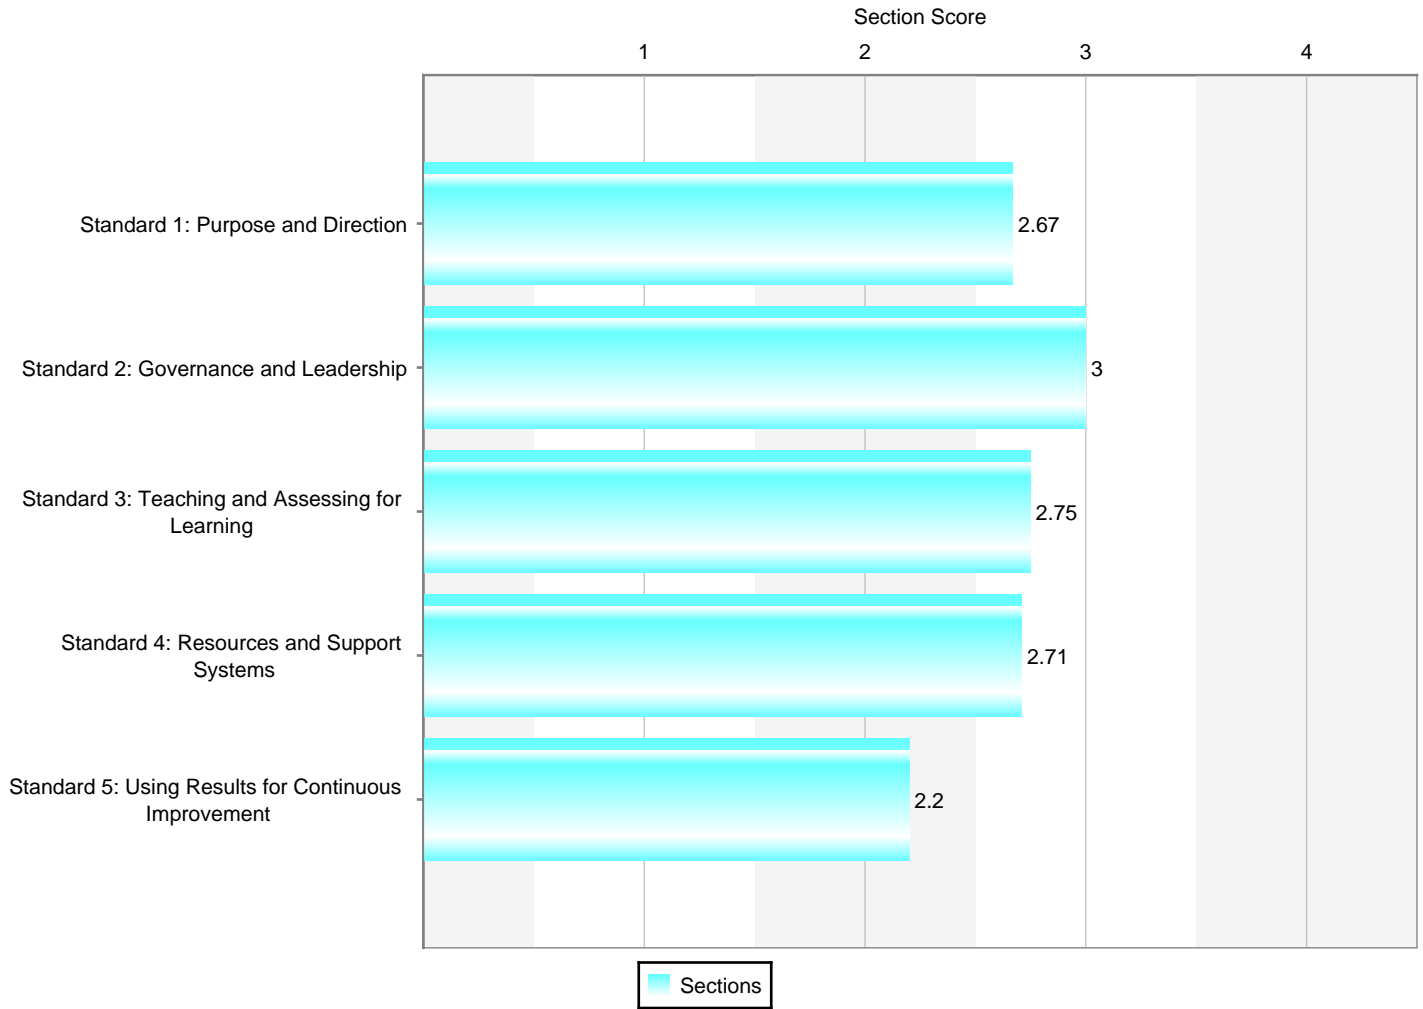 Section Score
1 2 3 4
Standard 1: Purpose and Direction
2.67
Standard 2: Governance and Leadership
3
Standard 3: Teaching and Assessing for
Learning
2.75
Standard 4: Resources and Support
Systems
2.71
Standard 5: Using Results for Continuous
Improvement
2.2
Sections